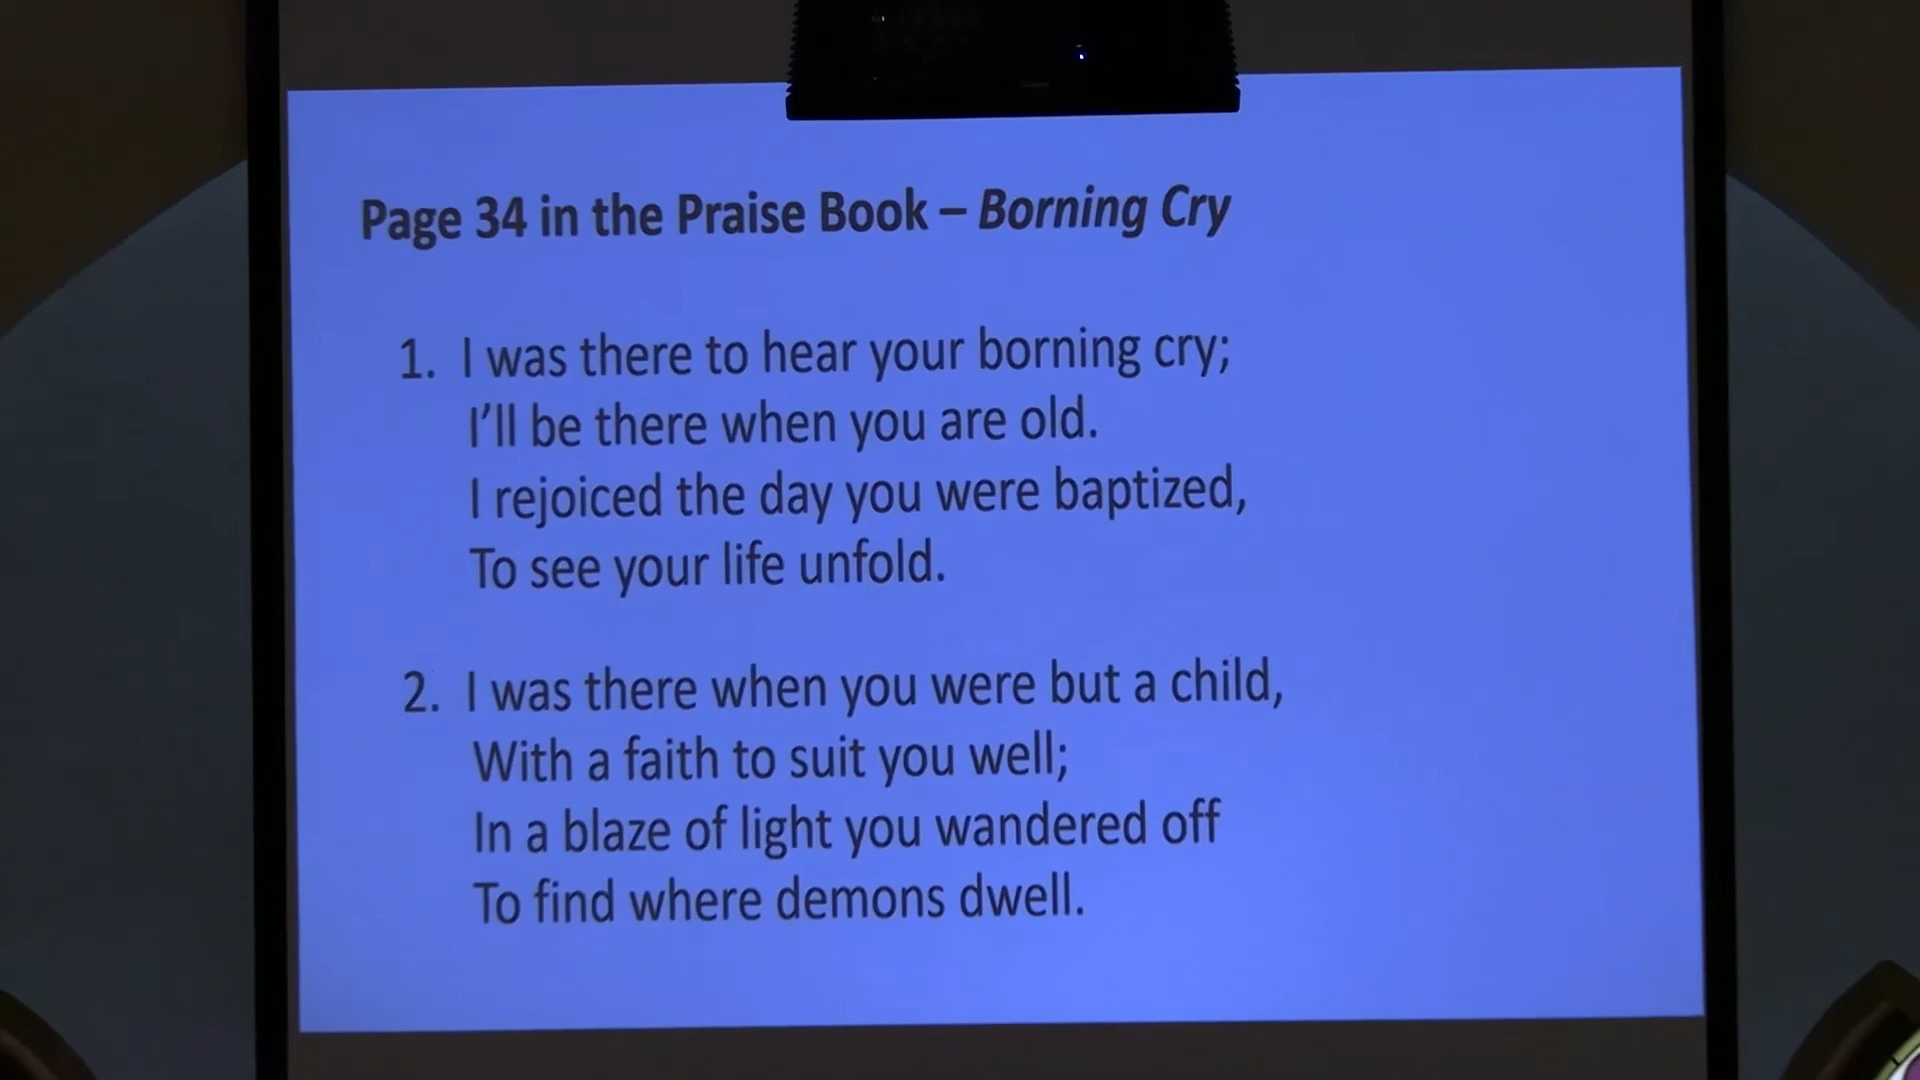 Page 34 in the Praise Book – Borning Cry
1. I was there to hear your borning cry;
I’ll be there when you are old.
I rejoiced the day you were baptized,
To see your life unfold.
2. I was there when you were but a child,
With a faith to suit you well;
In a blaze of light you wandered off
To find where demons dwell.